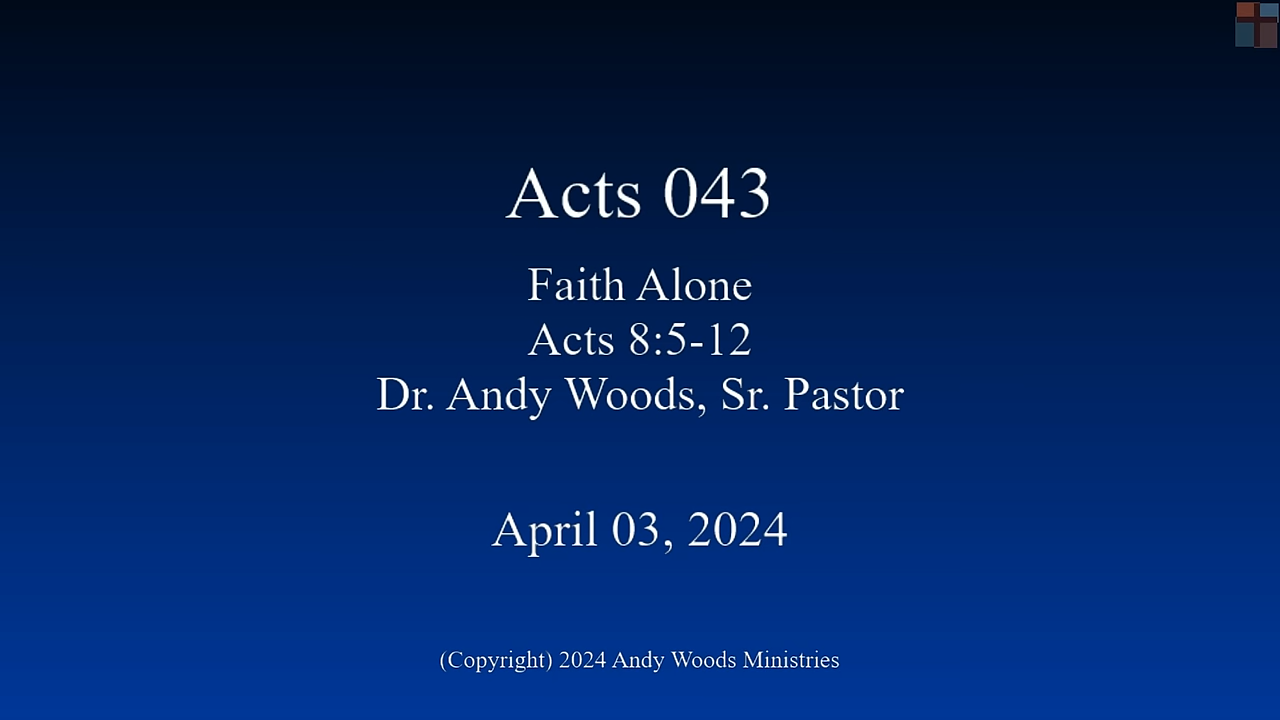 Acts 043
Faith Alone
Acts 8:5-12
Dr. Andy Woods, Sr. Pastor
April 03, 2024
(Copyright) 2024 Andy Woods Ministries